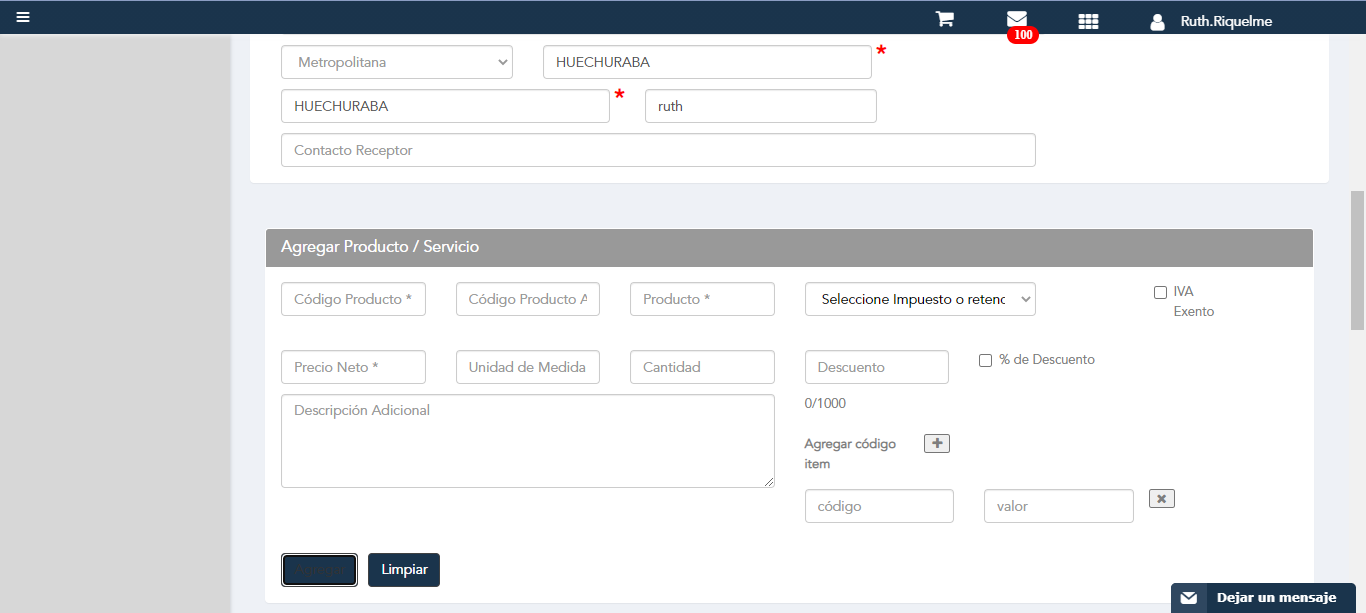 Ruth.Riquelme
100
Metropolitana
HUECHURABA
*
HUECHURABA
*
ruth
Contacto Receptor
Agregar Producto / Servicio
Código Producto *
Código Producto A
Producto *
Seleccione Impuesto o retenc
IVA
Exento
Precio Neto *
Unidad de Medida
Cantidad
Descuento
% de Descuento
Descripción Adicional
0/1000
Agregar código
item
código
valor
Limpiar
Dejar un mensaje